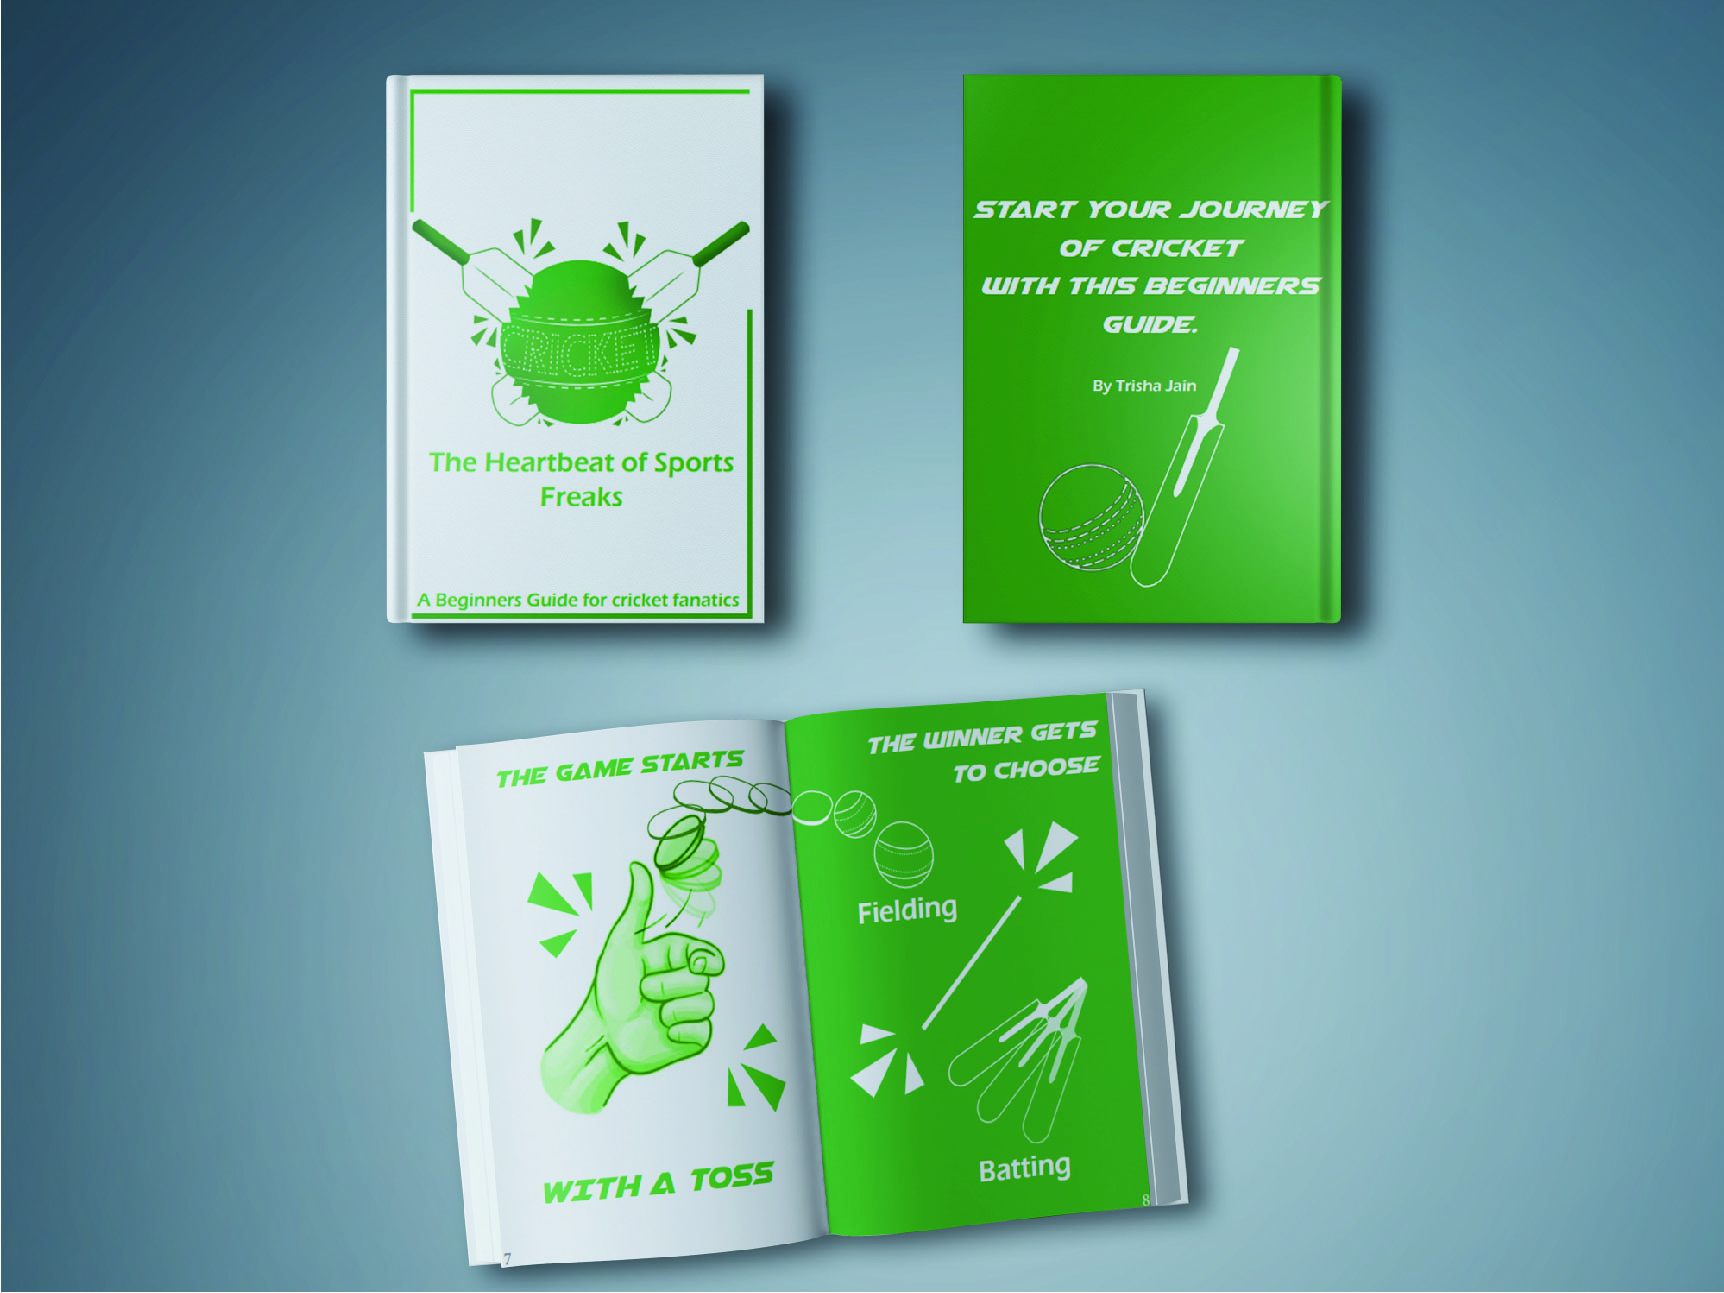 CRICKET
The Heartbeat of Sports
Freaks
A Beginners Guide for cricket fanatics
START YOUR JOURNEY
OF CRICKET
WITH THIS BEGINNERS
GUIDE.
By Trisha Jain
THE GAME STARTS
WITH A TOSS
7
THE WINNER GETS
TO CHOOSE
Fielding
Batting
8